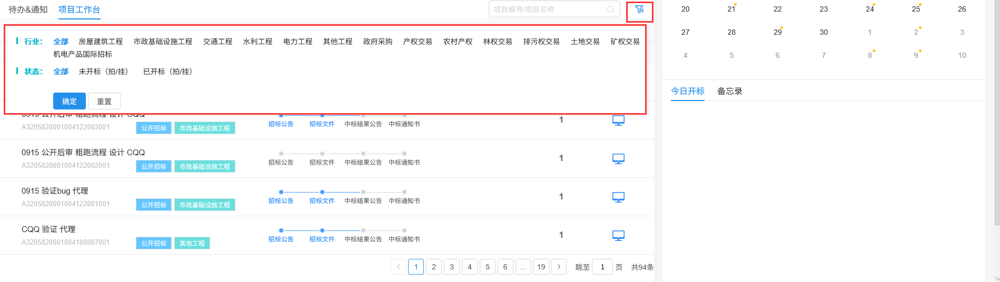 待办&通知 项目工作台 项目编号/项目名称
行业： 全部 房屋建筑工程 市政基础设施工程 交通工程 水利工程 电力工程 其他工程 政府采购 产权交易 农村产权 林权交易 排污权交易 土地交易 矿权交易
机电产品国际招标
状态： 全部 未开标（拍/挂） 已开标（拍/挂）
确定 重置
0915 公开后审 粗跑流程 设计 CQQ
A3205820001004122003001 公开招标 市政基础设施工程 招标公告 招标文件 中标结果公告 中标通知书 1
0915 公开后审 粗跑流程 设计 CQQ
A3205820001004122002001 公开招标 市政基础设施工程 招标公告 招标文件 中标结果公告 中标通知书 1
0915 验证bug 代理
A3205820001004122001001 公开招标 市政基础设施工程 招标公告 招标文件 中标结果公告 中标通知书 1
CQQ 验证 代理
A3205820001004100007001 公开招标 其他工程 招标公告 招标文件 中标结果公告 中标通知书 1
< 1 2 3 4 5 6 ... 19 > 跳至 1 页 共94条
20 21 22 23 24 25 26
27 28 29 30 1 2 3
4 5 6 7 8 9 10
今日开标 备忘录